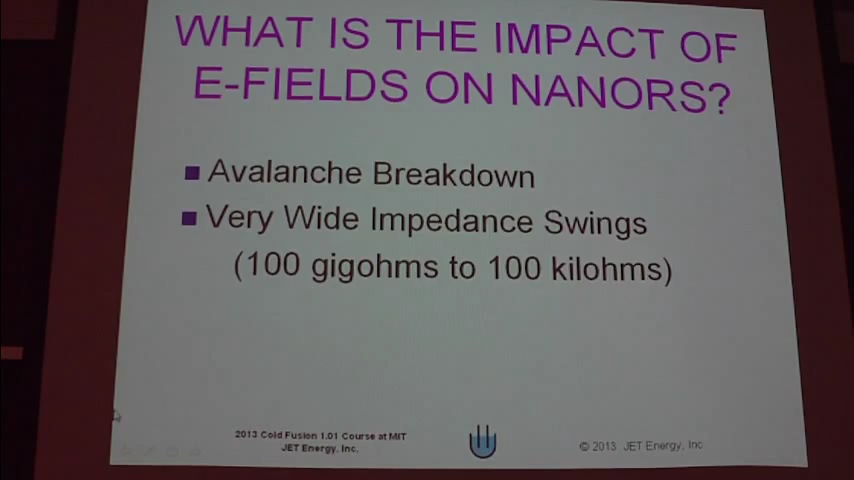 WHAT IS THE IMPACT OF
E-FIELDS ON NANORS?
Avalanche Breakdown
Very Wide Impedance Swings
(100 gigohms to 100 kilohms)
2013 Cold Fusion 1.01 Course at MIT
JET Energy, Inc.
© 2013 JET Energy, Inc.